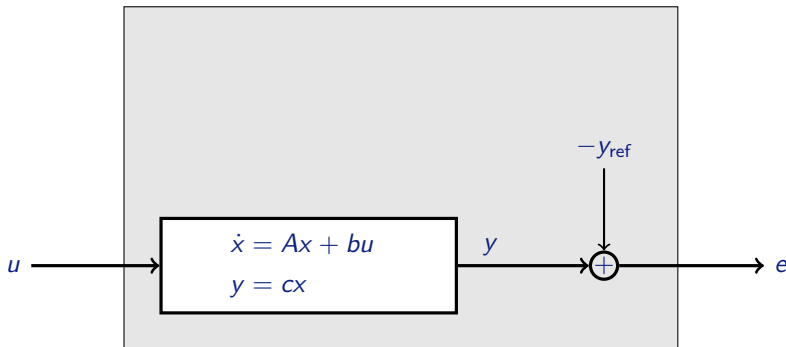 −y_ref
ẋ = Ax + bu
y = cx
u
y
+
e